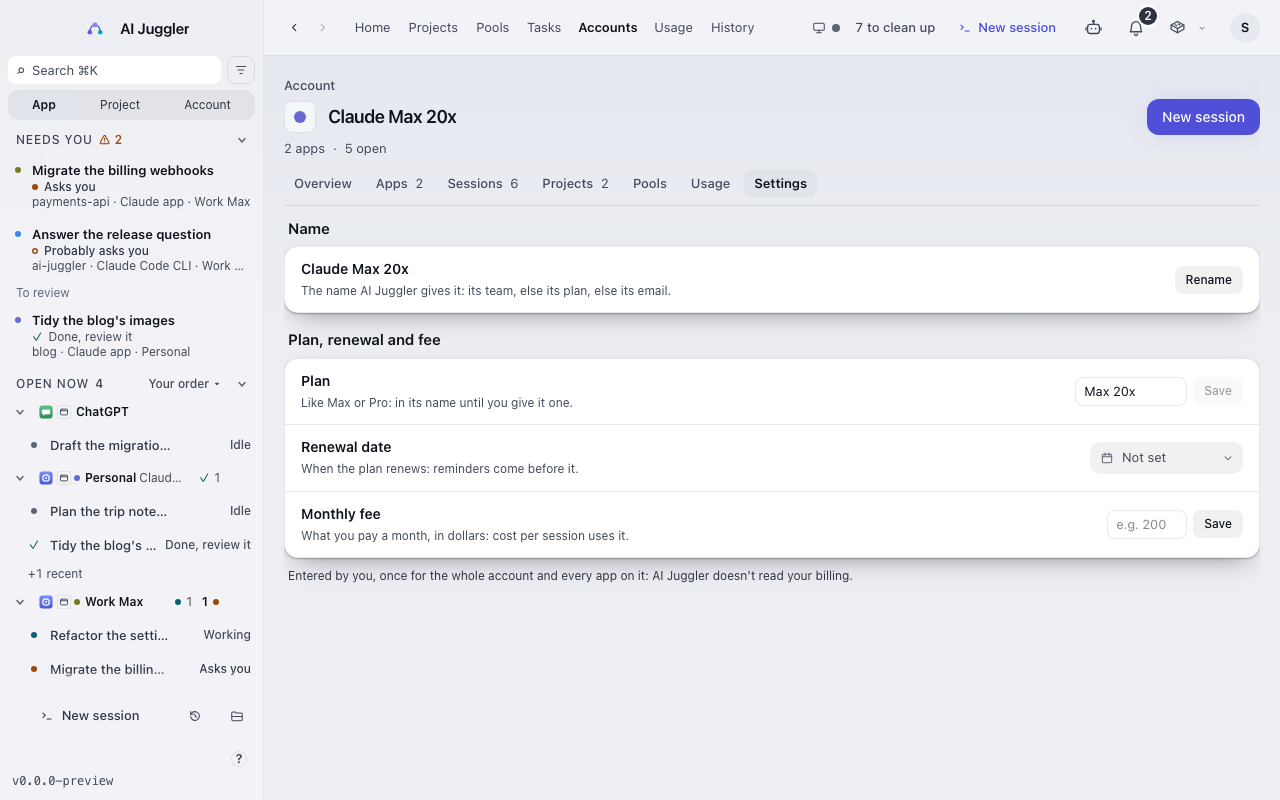 AI Juggler
Search ⌘K
App Project Account
NEEDS YOU 2
Migrate the billing webhooks
Asks you
payments-api · Claude app · Work Max
Answer the release question
Probably asks you
ai-juggler · Claude Code CLI · Work ...
To review
Tidy the blog's images
Done, review it
blog · Claude app · Personal
OPEN NOW 4 Your order
ChatGPT
Draft the migratio... Idle
Personal Claud... 1
Plan the trip note... Idle
Tidy the blog's ... Done, review it
+1 recent
Work Max 1 1
Refactor the setti... Working
Migrate the billin... Asks you
New session
?
v0.0.0-preview
Home Projects Pools Tasks Accounts Usage History
7 to clean up
New session
2
S
Account
Claude Max 20x
New session
2 apps · 5 open
Overview Apps 2 Sessions 6 Projects 2 Pools Usage Settings
Name
Claude Max 20x
The name AI Juggler gives it: its team, else its plan, else its email.
Rename
Plan, renewal and fee
Plan
Like Max or Pro: in its name until you give it one.
Max 20x Save
Renewal date
When the plan renews: reminders come before it.
Not set
Monthly fee
What you pay a month, in dollars: cost per session uses it.
e.g. 200 Save
Entered by you, once for the whole account and every app on it: AI Juggler doesn't read your billing.